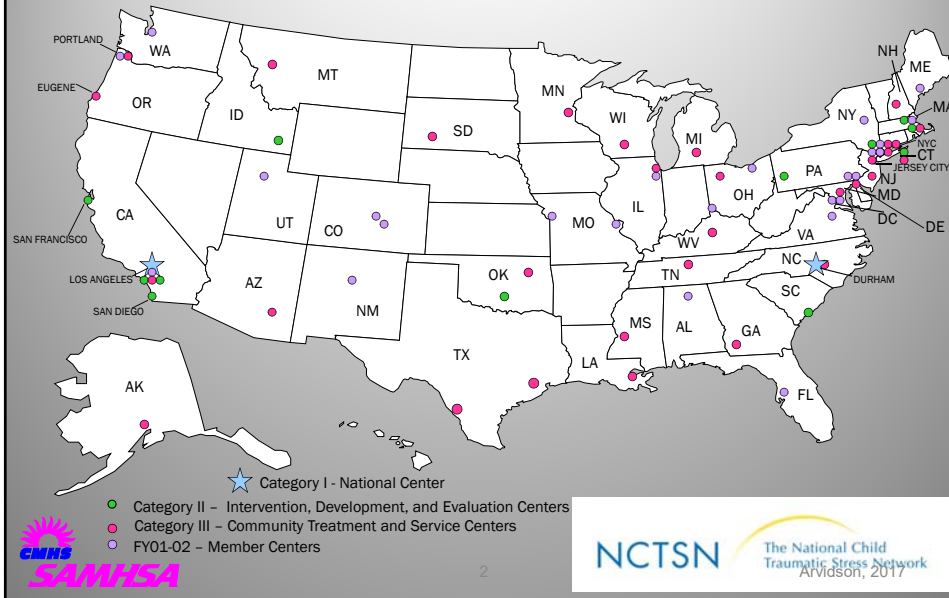 PORTLAND
WA
MT
NH
ME
EUGENE
OR
ID
MN
WI
SD
MI
NY
MA
NYC
CT
JERSEY CITY
PA
NJ
MD
DE
DC
OH
IL
MO
UT
CO
CA
SAN FRANCISCO
VA
WV
LOS ANGELES
SAN DIEGO
AZ
NM
OK
TN
NC
DURHAM
SC
MS
AL
GA
TX
LA
FL
AK
Category I - National Center
Category II – Intervention, Development, and Evaluation Centers
Category III – Community Treatment and Service Centers
FY01-02 – Member Centers
CMHS
SAMHSA
2
NCTSN
The National Child
Traumatic Stress Network
Arvidson, 2017